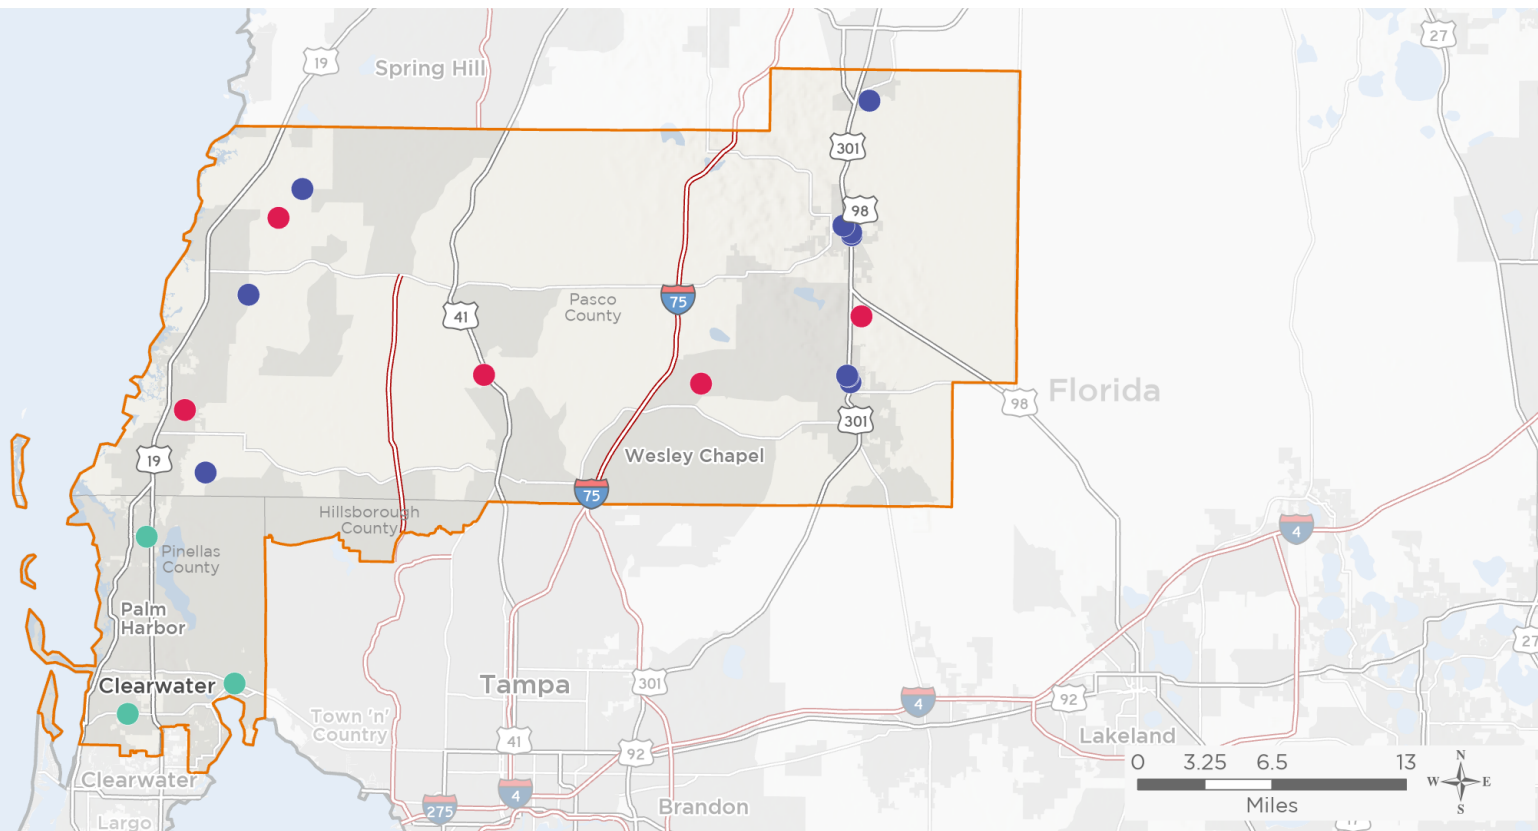 27
19
Spring Hill
301
98
Pasco
County
75
41
Florida
98
301
Wesley Chapel
19
75
Hillsborough
County
4
Pinellas
County
Palm
Harbor
27
Clearwater
Tampa
301
92
4
Town 'n'
Country
Lakeland
41
92
Clearwater
0 3.25 6.5 13
Miles
N
W E
S
4
275
Brandon
Largo
17